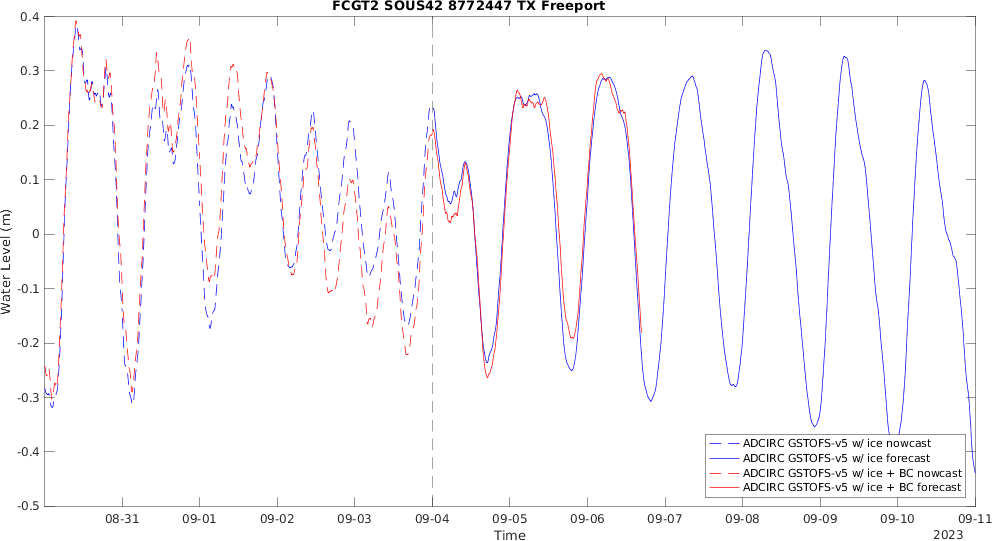 FCGT2 SOUS42 8772447 TX Freeport
0.4
0.3
0.2
0.1
0
-0.1
-0.2
-0.3
-0.4
-0.5
Water Level (m)
ADCIRC GSTOFS-v5 w/ ice nowcast
ADCIRC GSTOFS-v5 w/ ice forecast
ADCIRC GSTOFS-v5 w/ ice + BC nowcast
ADCIRC GSTOFS-v5 w/ ice + BC forecast
08-31 09-01 09-02 09-03 09-04 09-05 09-06 09-07 09-08 09-09 09-10 09-11
Time
2023